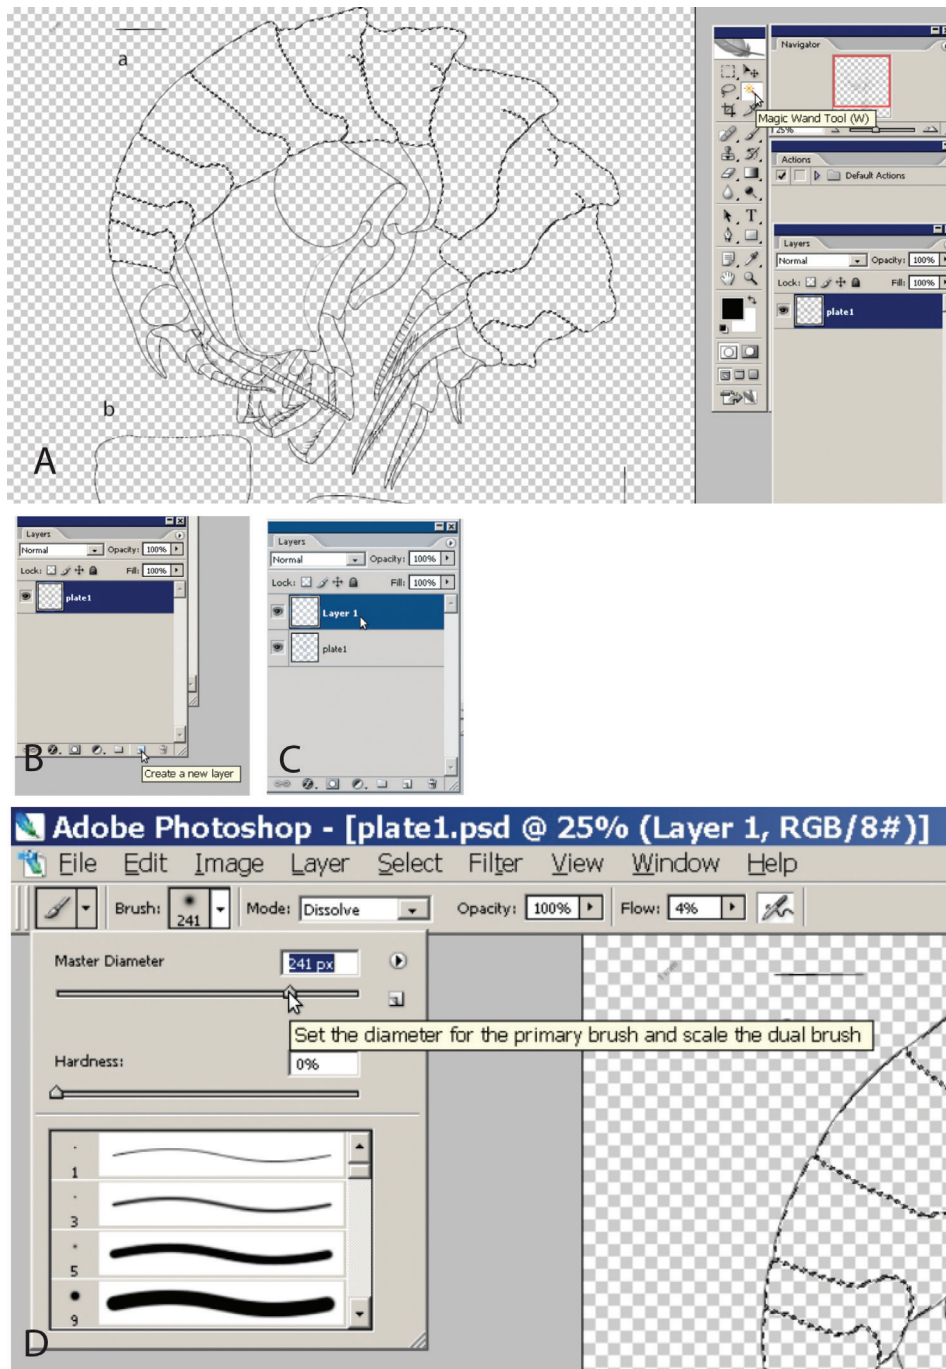 a
Navigator
Magic Wand Tool (W)
25%
Actions
Default Actions
T
Layers
Normal
Opacity: 100%
Lock:
Fill: 100%
plate1
b
A
Layers
Normal
Opacity: 100%
Lock:
Fill: 100%
plate1
B
Create a new layer
Layers
Normal
Opacity: 100%
Lock:
Fill: 100%
Layer 1
plate1
C
Adobe Photoshop - [plate1.psd @ 25% (Layer 1, RGB/8#)]
File Edit Image Layer Select Filter View Window Help
Brush: 241 Mode: Dissolve Opacity: 100% Flow: 4%
Master Diameter 241 px
Set the diameter for the primary brush and scale the dual brush
Hardness: 0%
1
3
5
9
D